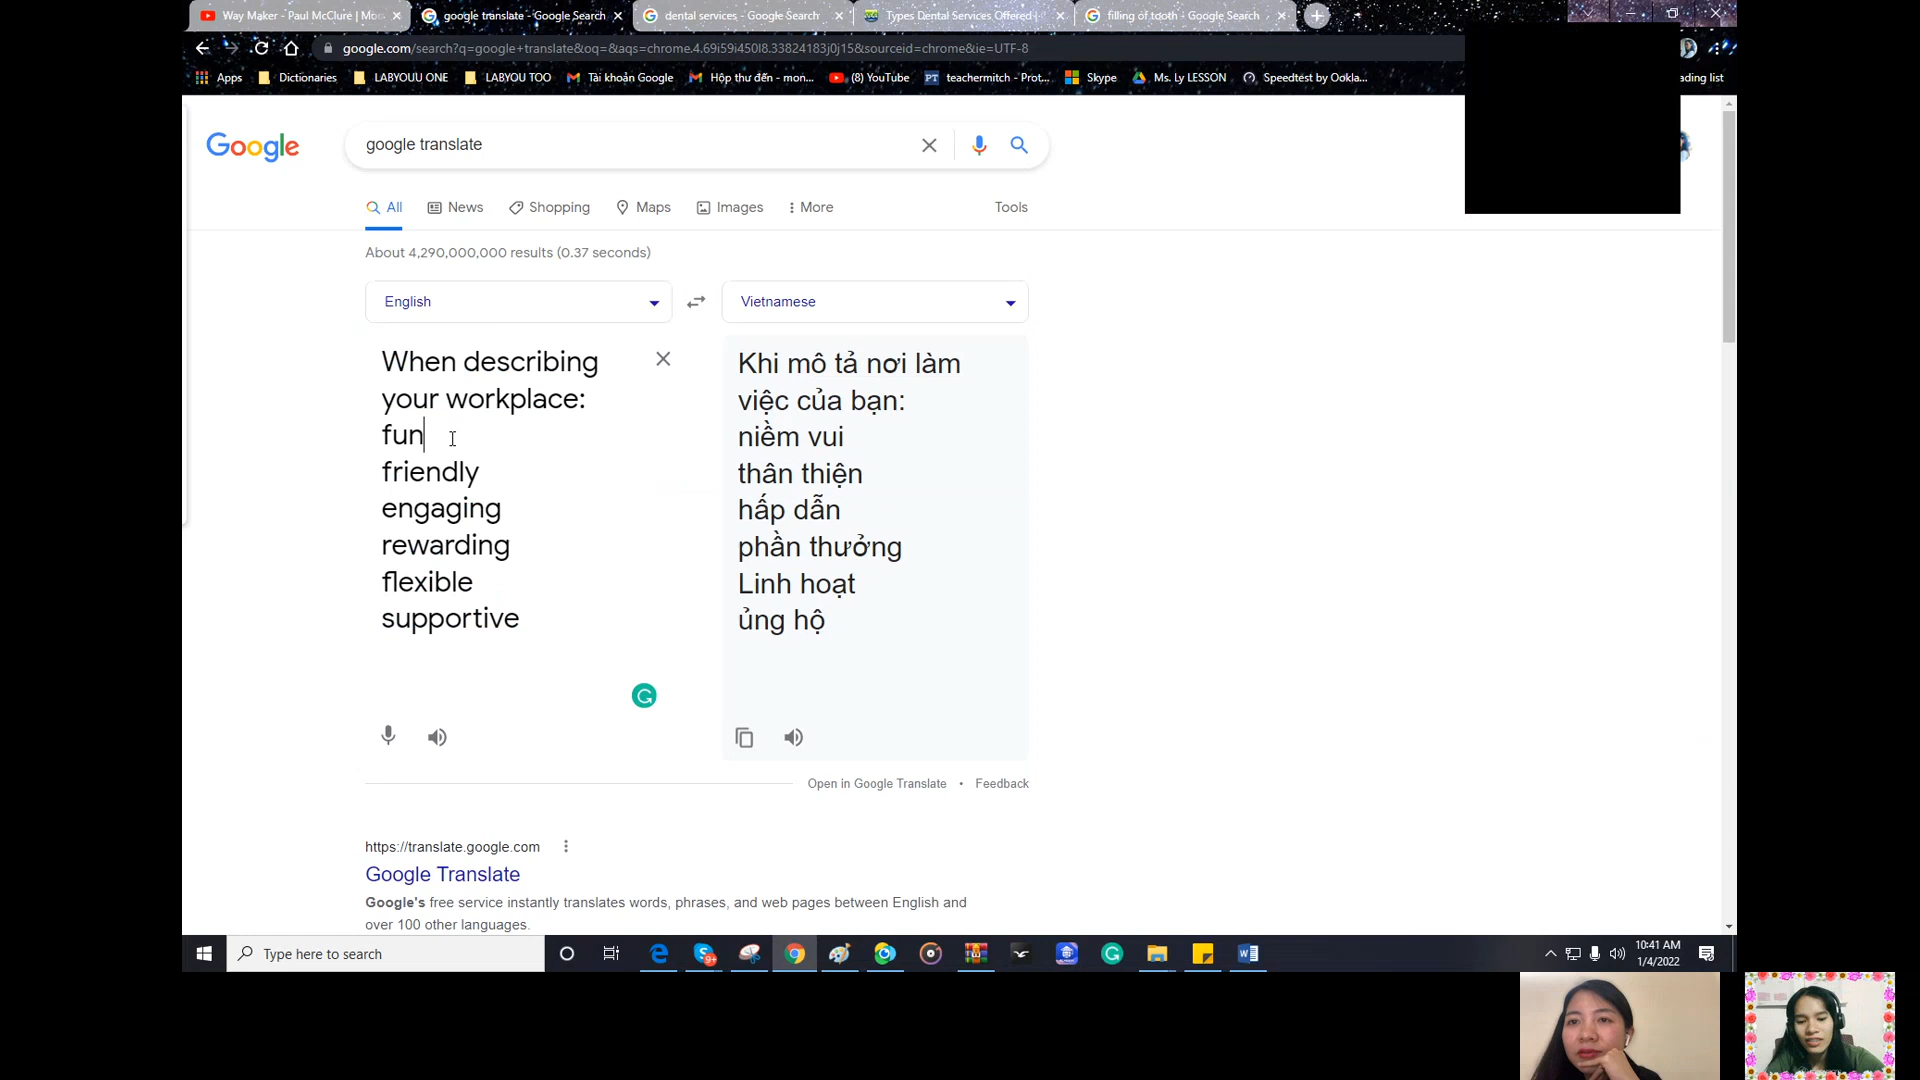 Way Maker - Paul McClure | Mo
google translate - Google Search
dental services - Google Search
Types Dental Services Offered |
filling of tooth - Google Search
google.com/search?q=google+translate&oq=&aqs=chrome.4.69i59i450l8.33824183j0j15&sourceid=chrome&ie=UTF-8
Apps
Dictionaries
LABYOUU ONE
LABYOU TOO
Tài khoản Google
Hộp thư đến - mon...
(8) YouTube
PT teachermitch - Prot...
Skype
Ms. Ly LESSON
Speedtest by Ookla...
ading list
Google
google translate
All
News
Shopping
Maps
Images
More
Tools
About 4,290,000,000 results (0.37 seconds)
English
Vietnamese
When describing
your workplace:
fun
friendly
engaging
rewarding
flexible
supportive
Khi mô tả nơi làm
việc của bạn:
niềm vui
thân thiện
hấp dẫn
phần thưởng
Linh hoạt
ủng hộ
Open in Google Translate • Feedback
https://translate.google.com
Google Translate
Google's free service instantly translates words, phrases, and web pages between English and
over 100 other languages.
Type here to search
10:41 AM
1/4/2022